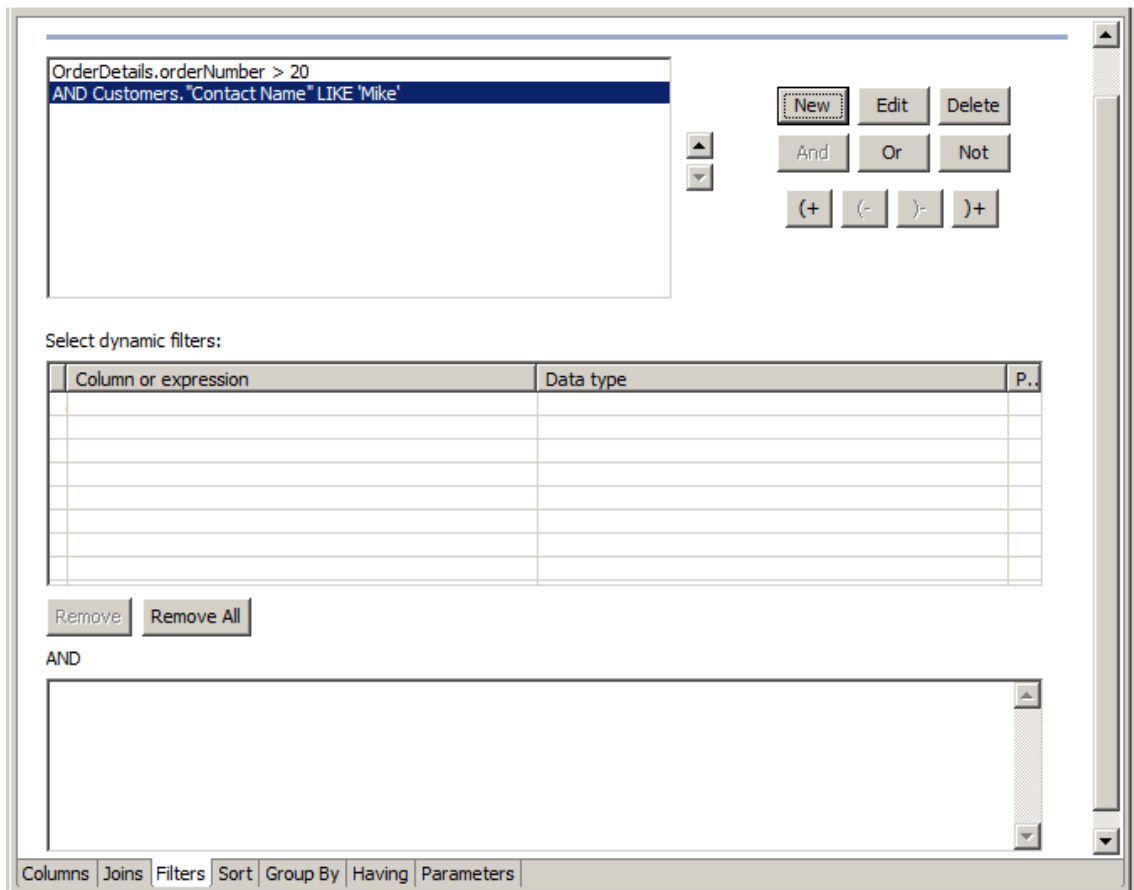 OrderDetails.orderNumber > 20
AND Customers."Contact Name" LIKE 'Mike'
New Edit Delete
And Or Not
(+ (- )- )+
Select dynamic filters:
Column or expression Data type P..
Remove Remove All
AND
Columns Joins Filters Sort Group By Having Parameters